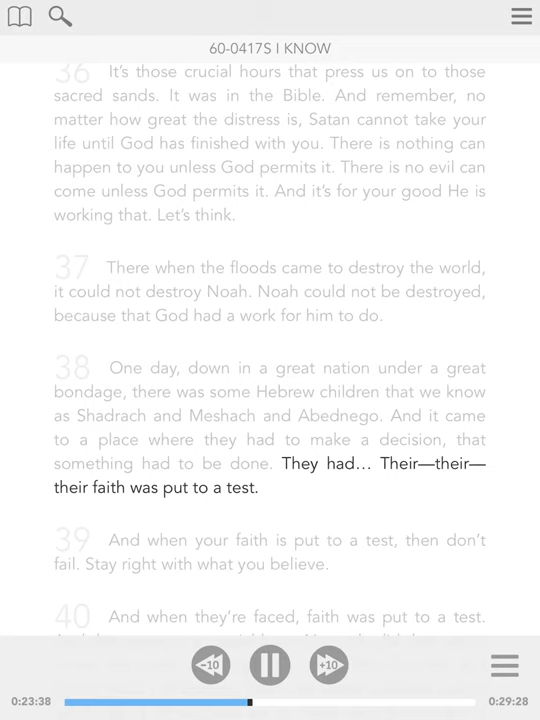 60-0417S I KNOW
36 It's those crucial hours that press us on to those
sacred sands. It was in the Bible. And remember, no
matter how great the distress is, Satan cannot take your
life until God has finished with you. There is nothing can
happen to you unless God permits it. There is no evil can
come unless God permits it. And it's for your good He is
working that. Let's think.
37 There when the floods came to destroy the world,
it could not destroy Noah. Noah could not be destroyed,
because that God had a work for him to do.
38 One day, down in a great nation under a great
bondage, there was some Hebrew children that we know
as Shadrach and Meshach and Abednego. And it came
to a place where they had to make a decision, that
something had to be done. They had… Their—their—
their faith was put to a test.
39 And when your faith is put to a test, then don't
fail. Stay right with what you believe.
40 And when they're faced, faith was put to a test.
-10
+10
0:23:38
0:29:28